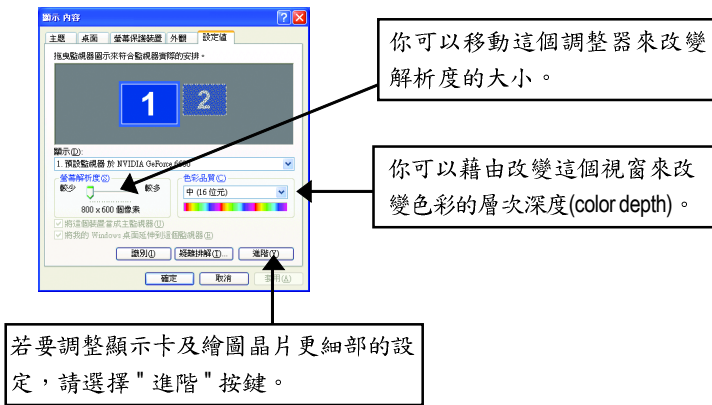 顯示 內容
主題 桌面 螢幕保護裝置 外觀 設定值
拖曳監視器圖示來符合監視器實際的安排。
1 2
顯示(D):
1. 預設監視器 於 NVIDIA GeForce 6600
螢幕解析度(S)
較少 較多
800 x 600 個像素
色彩品質(C)
中 (16 位元)
將這個裝置當成主監視器(U)
將我的 Windows 桌面延伸到這個監視器(E)
識別(I) 疑難排解(T)... 進階(V)
確定 取消 套用(A)
你可以移動這個調整器來改變
解析度的大小。
你可以藉由改變這個視窗來改
變色彩的層次深度(color depth)。
若要調整顯示卡及繪圖晶片更細部的設
定，請選擇"進階"按鍵。